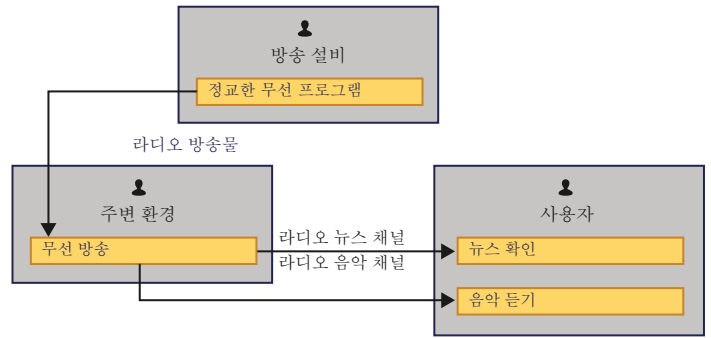 방송 설비
정교한 무선 프로그램
라디오 방송물
주변 환경
무선 방송
라디오 뉴스 채널
라디오 음악 채널
사용자
뉴스 확인
음악 듣기